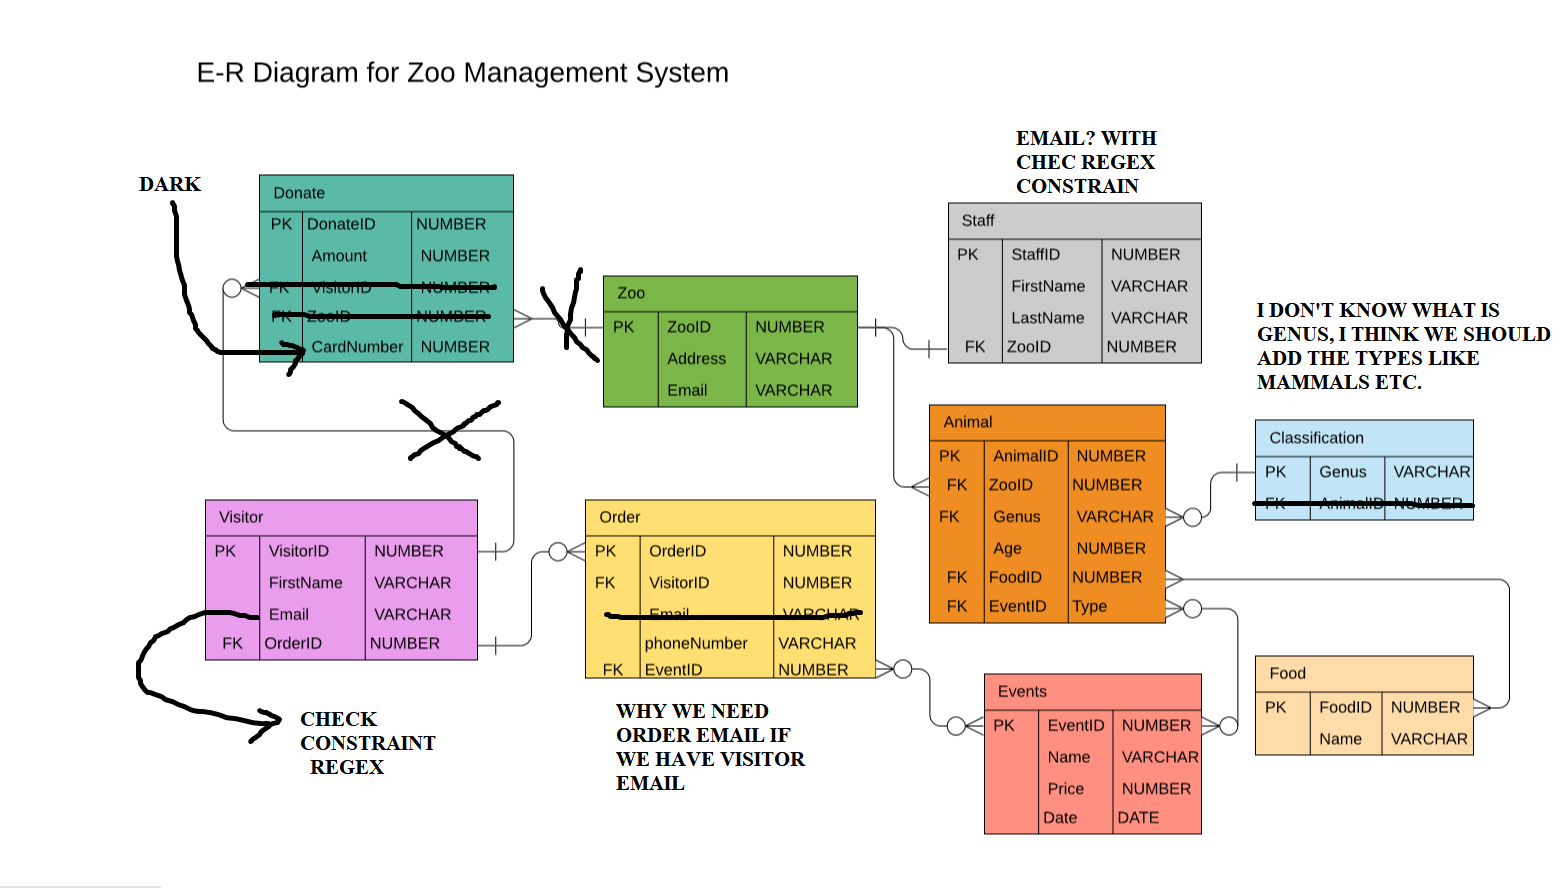 E-R Diagram for Zoo Management System
EMAIL? WITH
CHEC REGEX
CONSTRAIN
DARK
Donate
PK DonateID NUMBER
Amount NUMBER
FK VisitorID NUMBER
FK ZooID NUMBER
CardNumber NUMBER
Zoo
PK ZooID NUMBER
Address VARCHAR
Email VARCHAR
Staff
PK StaffID NUMBER
FirstName VARCHAR
LastName VARCHAR
FK ZooID NUMBER
I DON'T KNOW WHAT IS
GENUS, I THINK WE SHOULD
ADD THE TYPES LIKE
MAMMALS ETC.
Animal
PK AnimalID NUMBER
FK ZooID NUMBER
FK Genus VARCHAR
Age NUMBER
FK FoodID NUMBER
FK EventID Type
Classification
PK Genus VARCHAR
FK AnimalID NUMBER
Visitor
PK VisitorID NUMBER
FirstName VARCHAR
Email VARCHAR
FK OrderID NUMBER
Order
PK OrderID NUMBER
FK VisitorID NUMBER
Email VARCHAR
phoneNumber VARCHAR
FK EventID NUMBER
Events
PK EventID NUMBER
Name VARCHAR
Price NUMBER
Date DATE
Food
PK FoodID NUMBER
Name VARCHAR
CHECK
CONSTRAINT
REGEX
WHY WE NEED
ORDER EMAIL IF
WE HAVE VISITOR
EMAIL